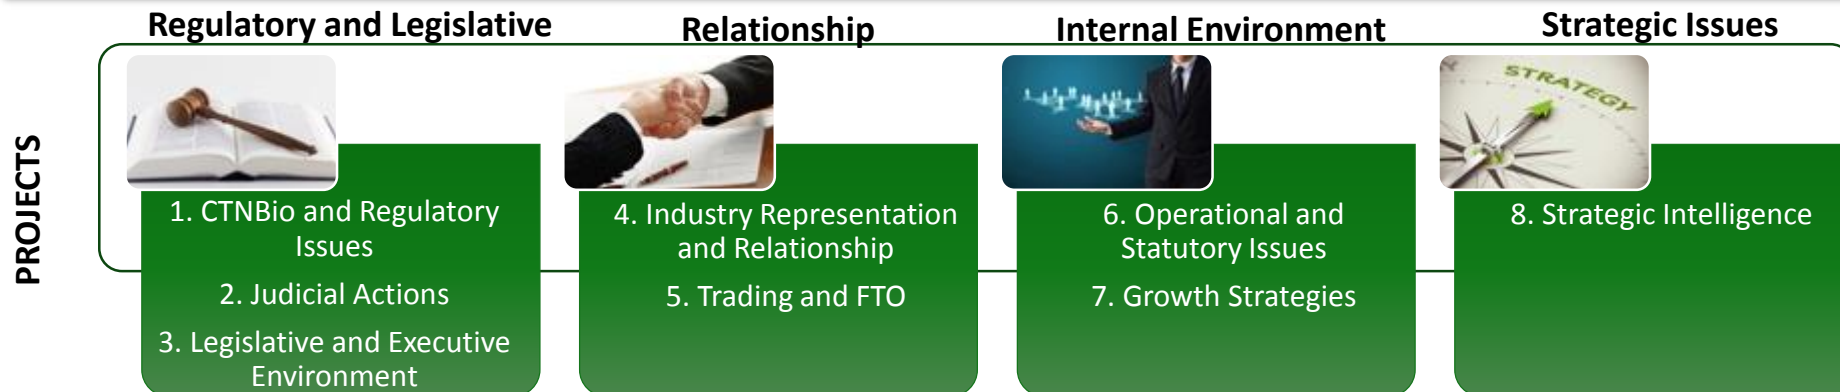 Regulatory and Legislative
Relationship
Internal Environment
Strategic Issues
PROJECTS
STRATEGY
1. CTNBio and Regulatory
Issues
2. Judicial Actions
3. Legislative and Executive
Environment
4. Industry Representation
and Relationship
5. Trading and FTO
6. Operational and
Statutory Issues
7. Growth Strategies
8. Strategic Intelligence